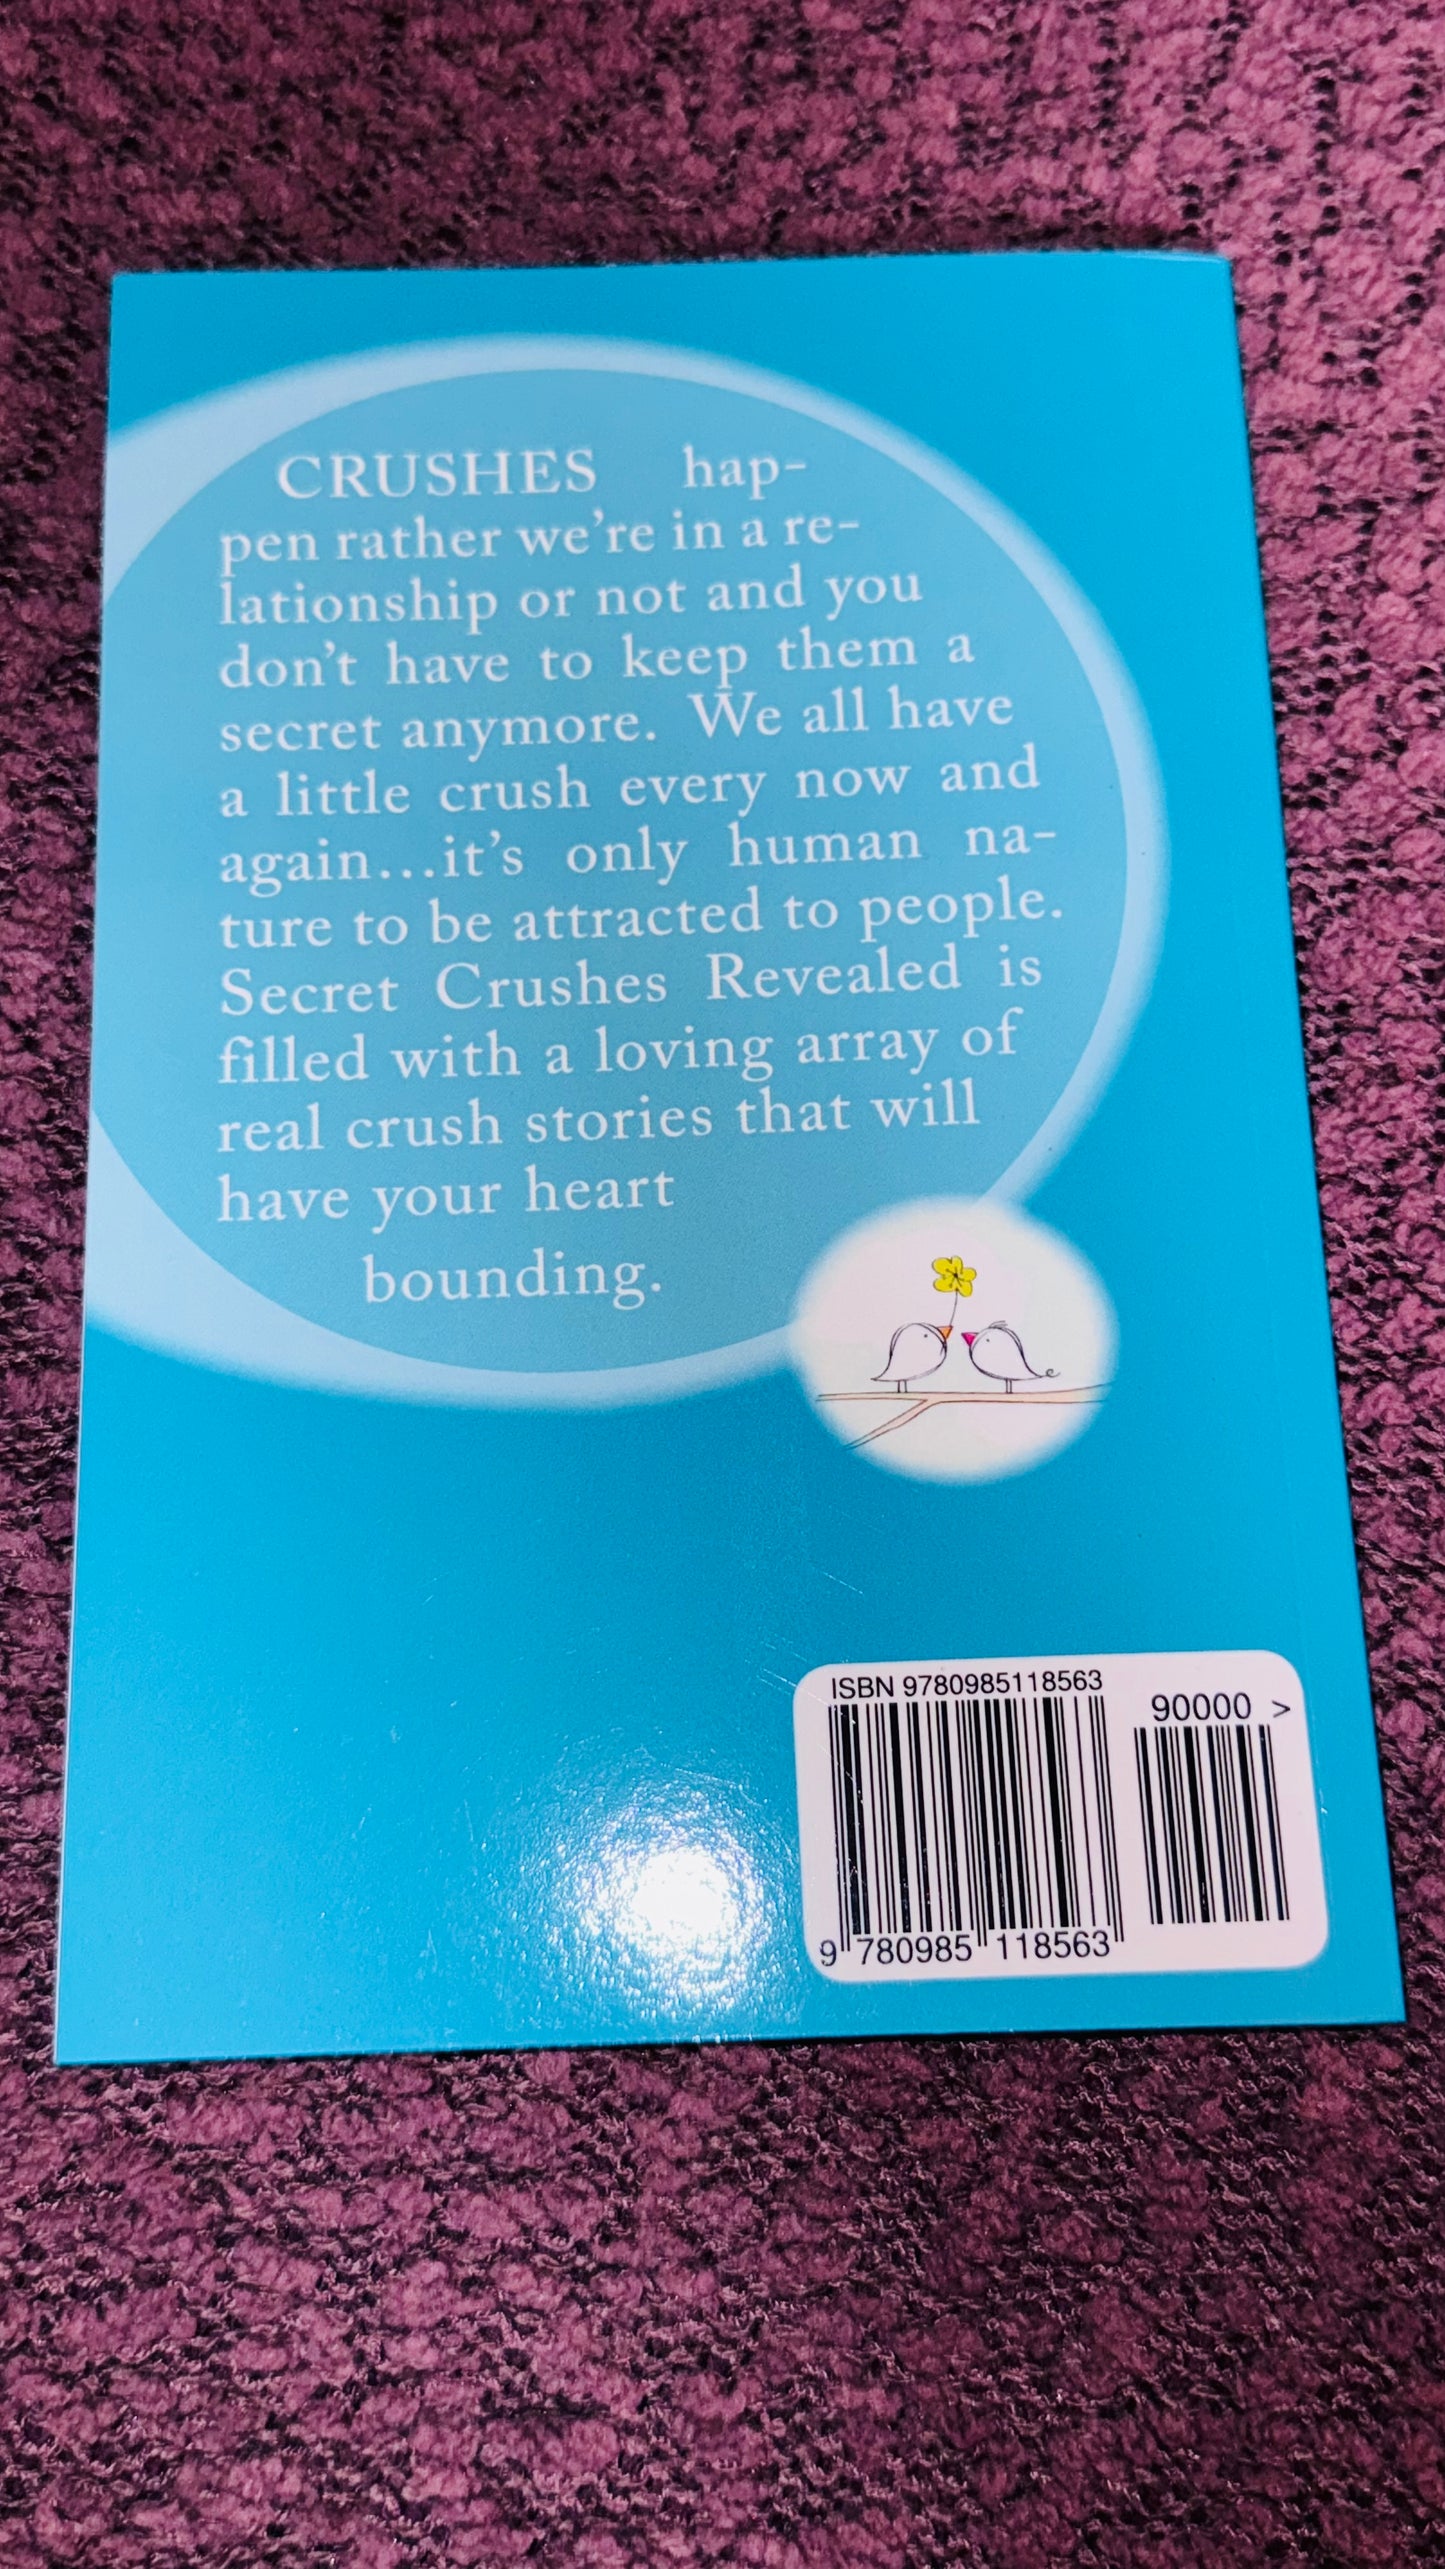 CRUSHES hap-
pen rather we’re in a re-
lationship or not and you
don’t have to keep them a
secret anymore. We all have
a little crush every now and
again...it’s only human na-
ture to be attracted to people.
Secret Crushes Revealed is
filled with a loving array of
real crush stories that will
have your heart
bounding.
ISBN 9780985118563
90000 >
9 780985 118563